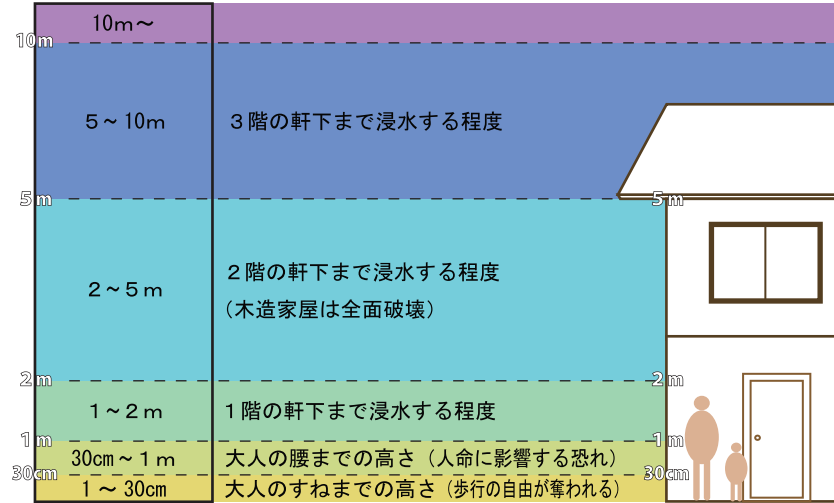 10m～
10m
5～10m 3階の軒下まで浸水する程度
5m 5m
2～5m 2階の軒下まで浸水する程度
(木造家屋は全面破壊)
2m 2m
1～2m 1階の軒下まで浸水する程度
1m 1m
30cm～1m 大人の腰までの高さ(人命に影響する恐れ)
30cm 30cm
1～30cm 大人のすねまでの高さ(歩行の自由が奪われる)